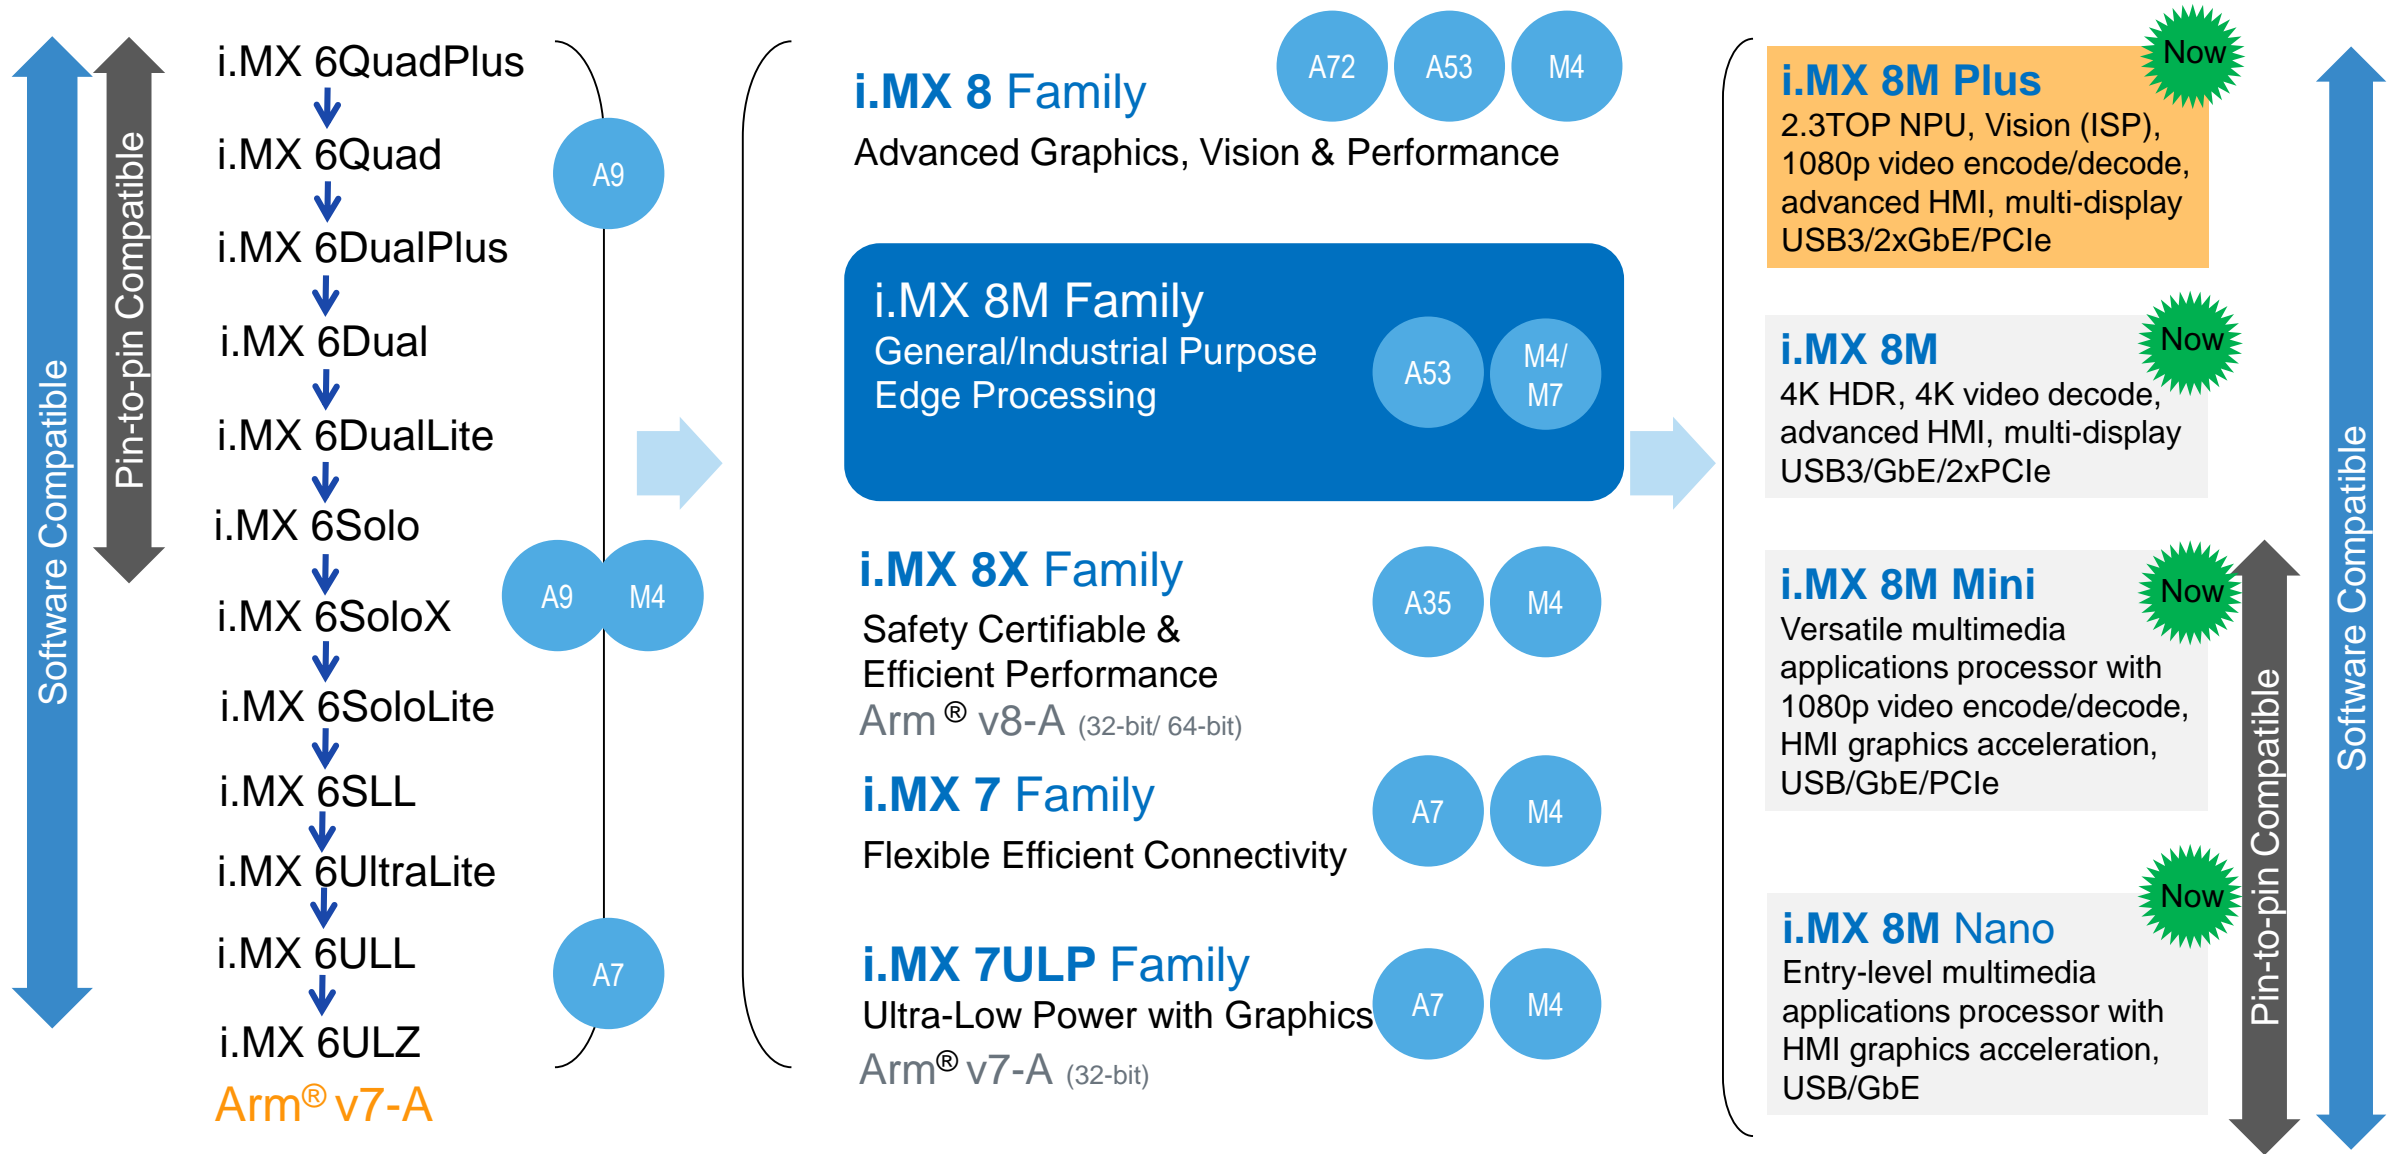 Software Compatible
Pin-to-pin Compatible
i.MX 6QuadPlus
i.MX 6Quad
i.MX 6DualPlus
i.MX 6Dual
i.MX 6DualLite
i.MX 6Solo
i.MX 6SoloX
i.MX 6SoloLite
i.MX 6SLL
i.MX 6UltraLite
i.MX 6ULL
i.MX 6ULZ
Arm® v7-A
A9
A9 M4
A7
i.MX 8 Family
A72 A53 M4
Advanced Graphics, Vision & Performance
i.MX 8M Family
General/Industrial Purpose
Edge Processing
A53
M4/
M7
i.MX 8X Family
Safety Certifiable &
Efficient Performance
Arm ® v8-A (32-bit/ 64-bit)
A35 M4
i.MX 7 Family
Flexible Efficient Connectivity
A7 M4
i.MX 7ULP Family
Ultra-Low Power with Graphics
Arm® v7-A (32-bit)
A7 M4
i.MX 8M Plus
Now
2.3TOP NPU, Vision (ISP),
1080p video encode/decode,
advanced HMI, multi-display
USB3/2xGbE/PCIe
i.MX 8M
Now
4K HDR, 4K video decode,
advanced HMI, multi-display
USB3/GbE/2xPCIe
i.MX 8M Mini
Now
Versatile multimedia
applications processor with
1080p video encode/decode,
HMI graphics acceleration,
USB/GbE/PCIe
i.MX 8M Nano
Now
Entry-level multimedia
applications processor with
HMI graphics acceleration,
USB/GbE
Pin-to-pin Compatible
Software Compatible